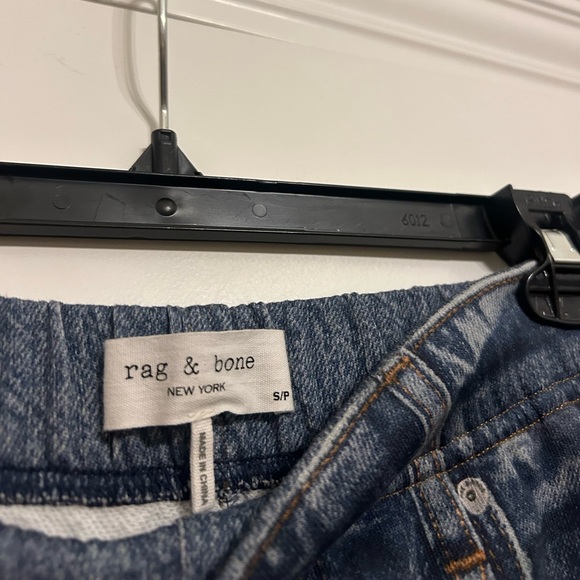 6012
rag & bone
NEW YORK
S/P
MADE IN CHINA